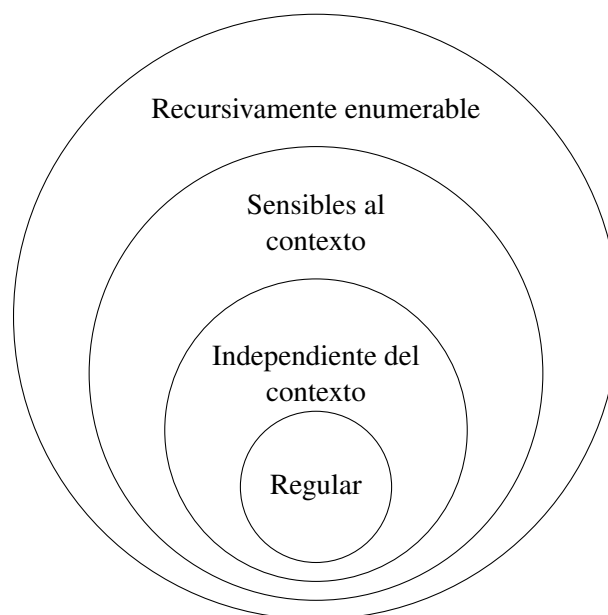 Recursivamente enumerable
Sensibles al
contexto
Independiente del
contexto
Regular